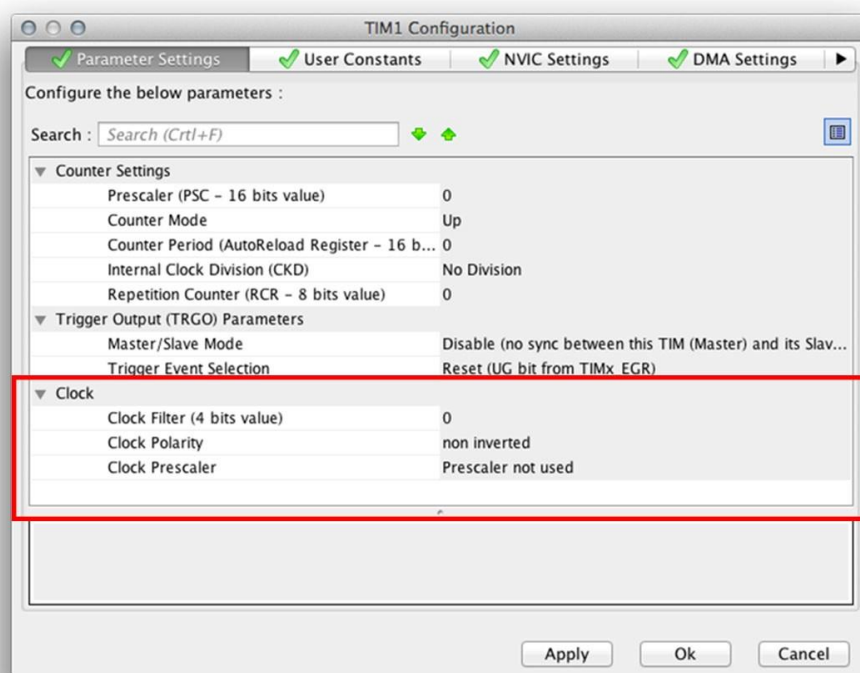 TIM1 Configuration
Parameter Settings User Constants NVIC Settings DMA Settings
Configure the below parameters :
Search : Search (Crtl+F)
Counter Settings
Prescaler (PSC - 16 bits value) 0
Counter Mode Up
Counter Period (AutoReload Register - 16 b... 0
Internal Clock Division (CKD) No Division
Repetition Counter (RCR - 8 bits value) 0
Trigger Output (TRGO) Parameters
Master/Slave Mode Disable (no sync between this TIM (Master) and its Slav...
Trigger Event Selection Reset (UG bit from TIMx_EGR)
Clock
Clock Filter (4 bits value) 0
Clock Polarity non inverted
Clock Prescaler Prescaler not used
Apply Ok Cancel